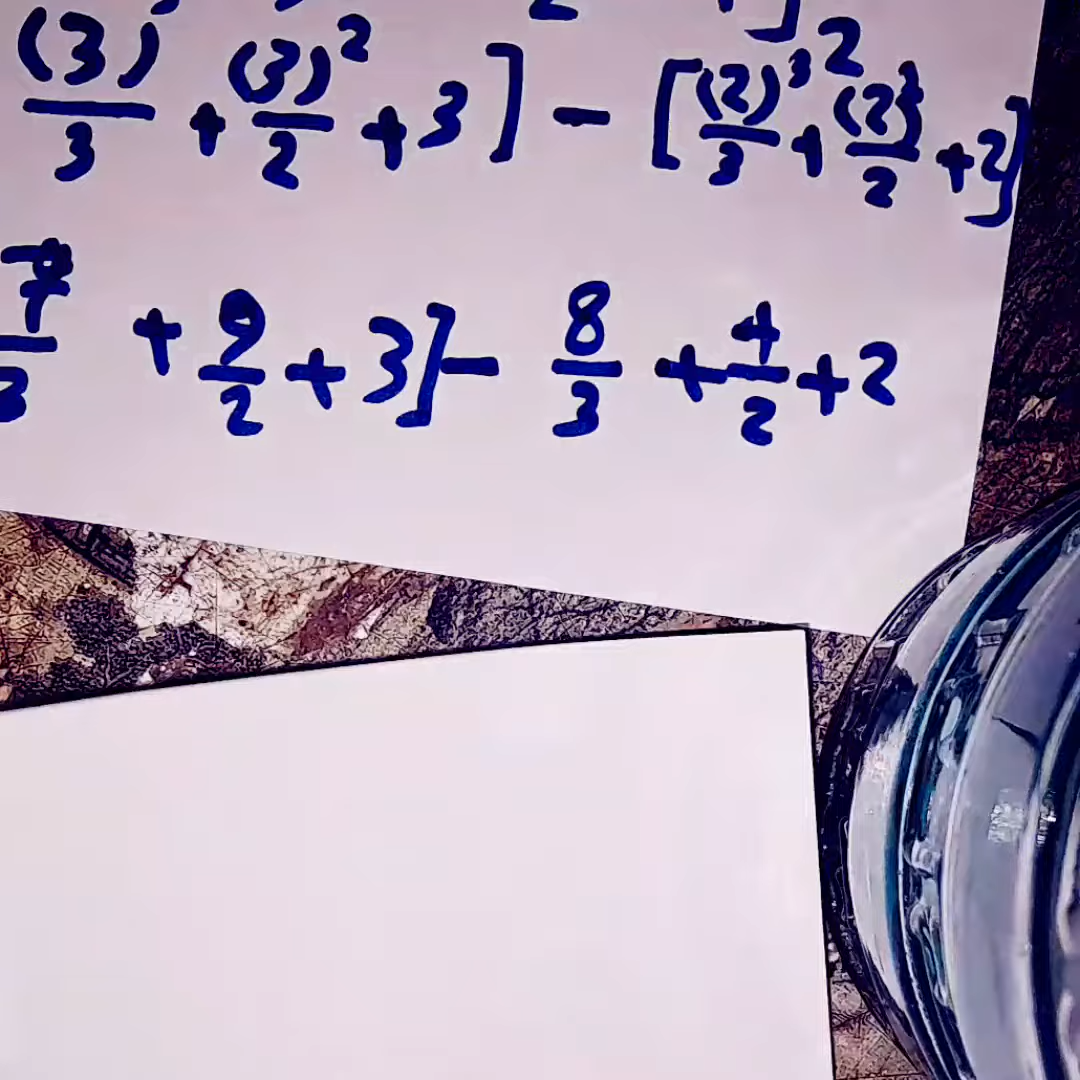 (3) / 3 + (3)² / 2 + 3 ] - [ (2)³ / 3 + (2)² / 2 + 2 ]
7 / 3 + 9 / 2 + 3 ] - 8 / 3 + 4 / 2 + 2